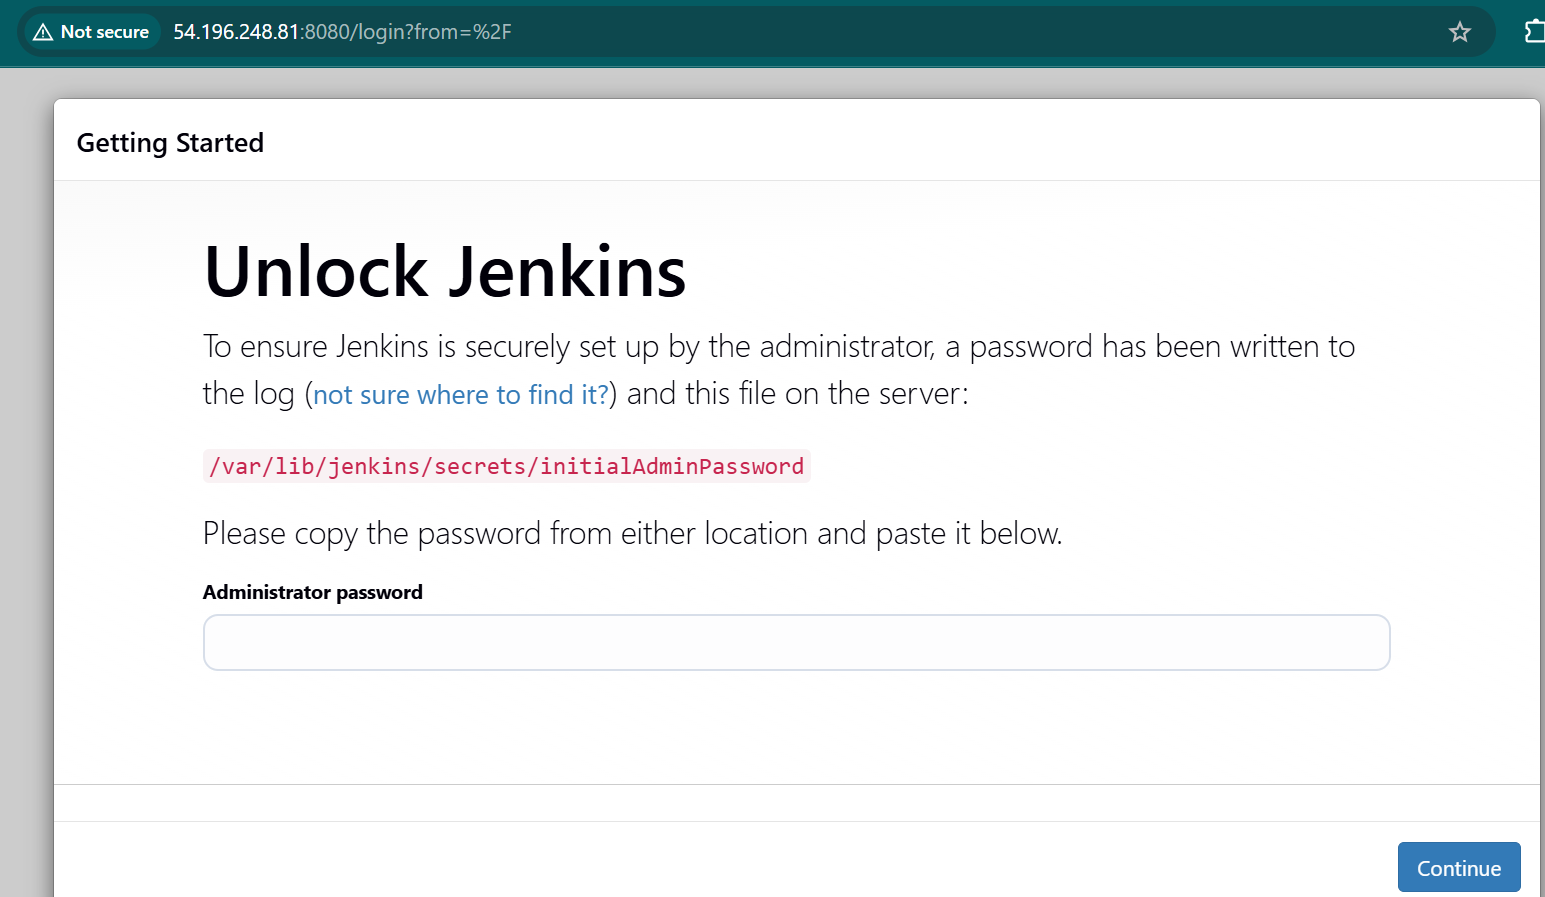 Not secure 54.196.248.81:8080/login?from=%2F
Getting Started
Unlock Jenkins
To ensure Jenkins is securely set up by the administrator, a password has been written to
the log (not sure where to find it?) and this file on the server:
/var/lib/jenkins/secrets/initialAdminPassword
Please copy the password from either location and paste it below.
Administrator password
Continue